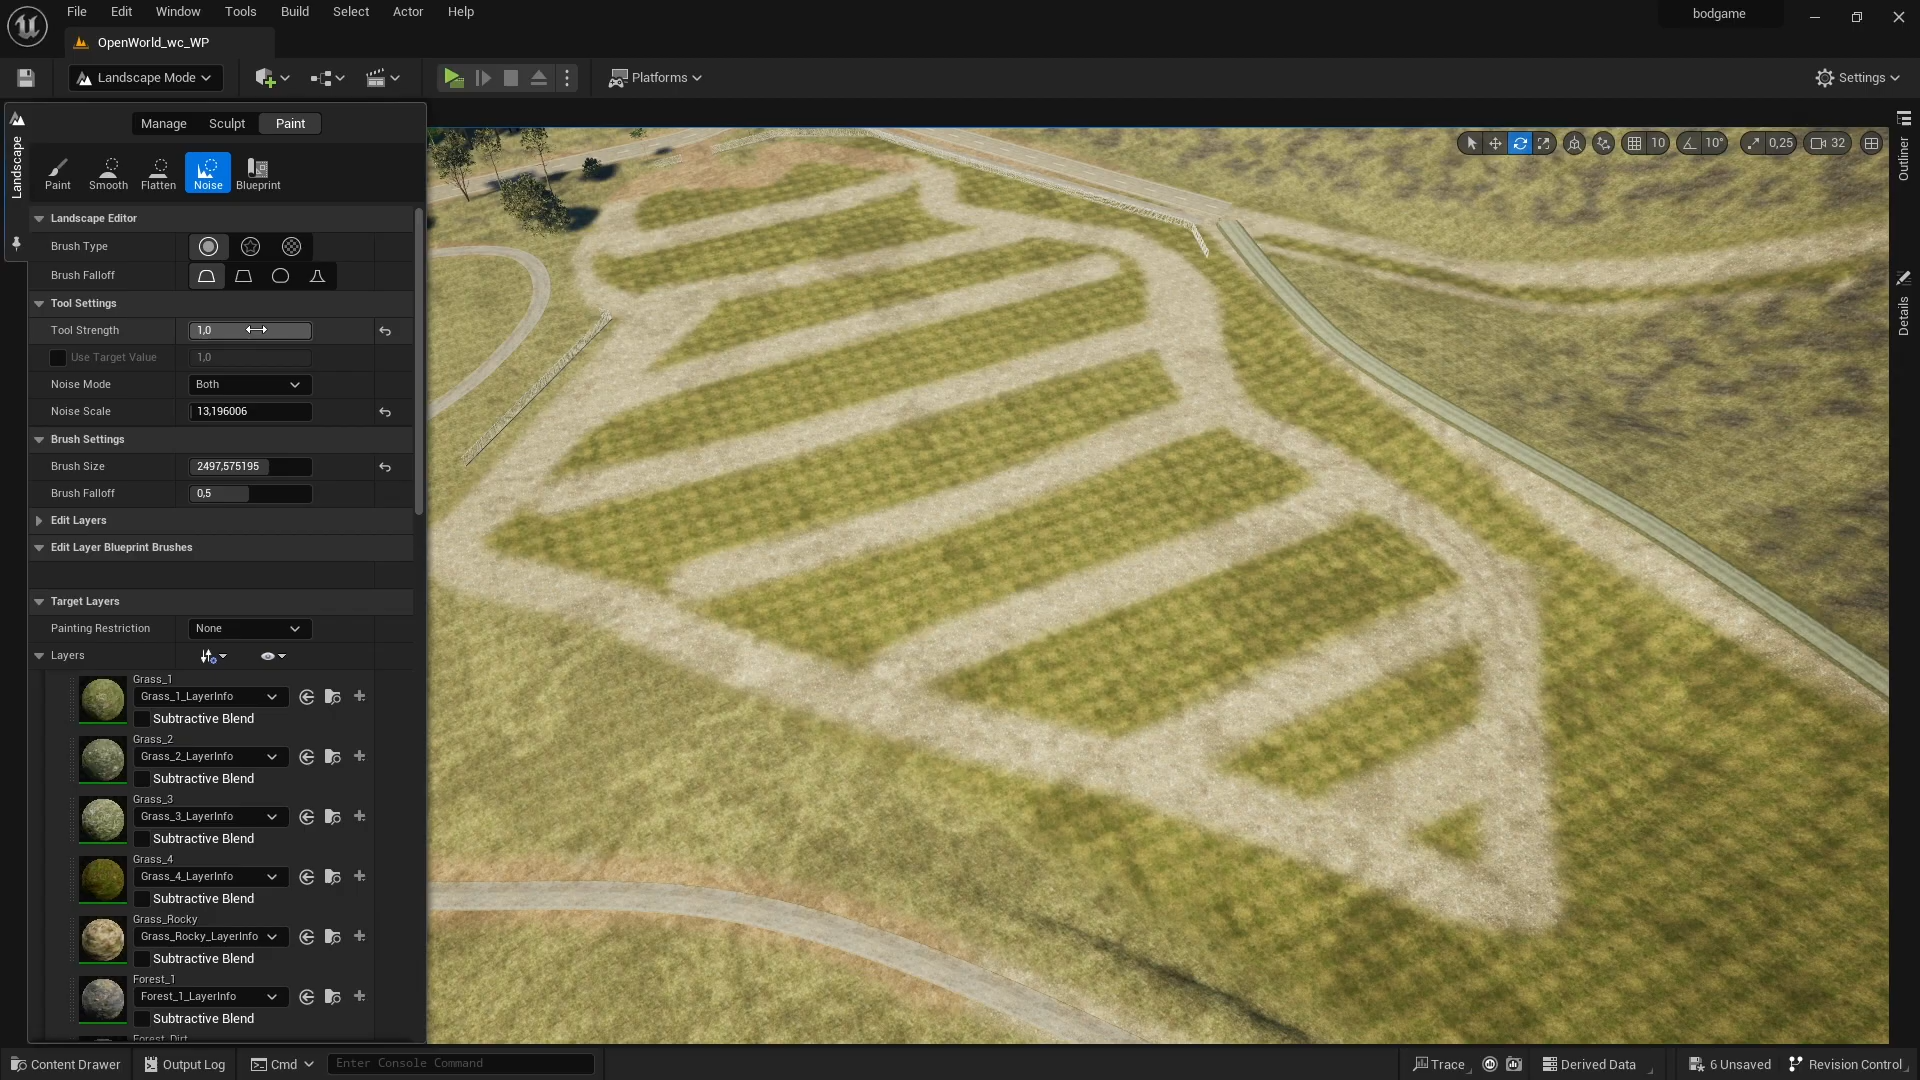 File Edit Window Tools Build Select Actor Help
bodgame
OpenWorld_wc_WP
Landscape Mode
Platforms
Settings
Landscape
Manage Sculpt Paint
Paint Smooth Flatten Noise Blueprint
10 10° 0,25 32
Outliner
Details
Landscape Editor
Brush Type
Brush Falloff
Tool Settings
Tool Strength 1,0
Use Target Value 1,0
Noise Mode Both
Noise Scale 13,196006
Brush Settings
Brush Size 2497,575195
Brush Falloff 0,5
Edit Layers
Edit Layer Blueprint Brushes
Target Layers
Painting Restriction None
Layers
Grass_1
Grass_1_LayerInfo
Subtractive Blend
Grass_2
Grass_2_LayerInfo
Subtractive Blend
Grass_3
Grass_3_LayerInfo
Subtractive Blend
Grass_4
Grass_4_LayerInfo
Subtractive Blend
Grass_Rocky
Grass_Rocky_LayerInfo
Subtractive Blend
Forest_1
Forest_1_LayerInfo
Subtractive Blend
Forest_Dirt
Content Drawer Output Log Cmd Enter Console Command
Trace Derived Data 6 Unsaved Revision Control